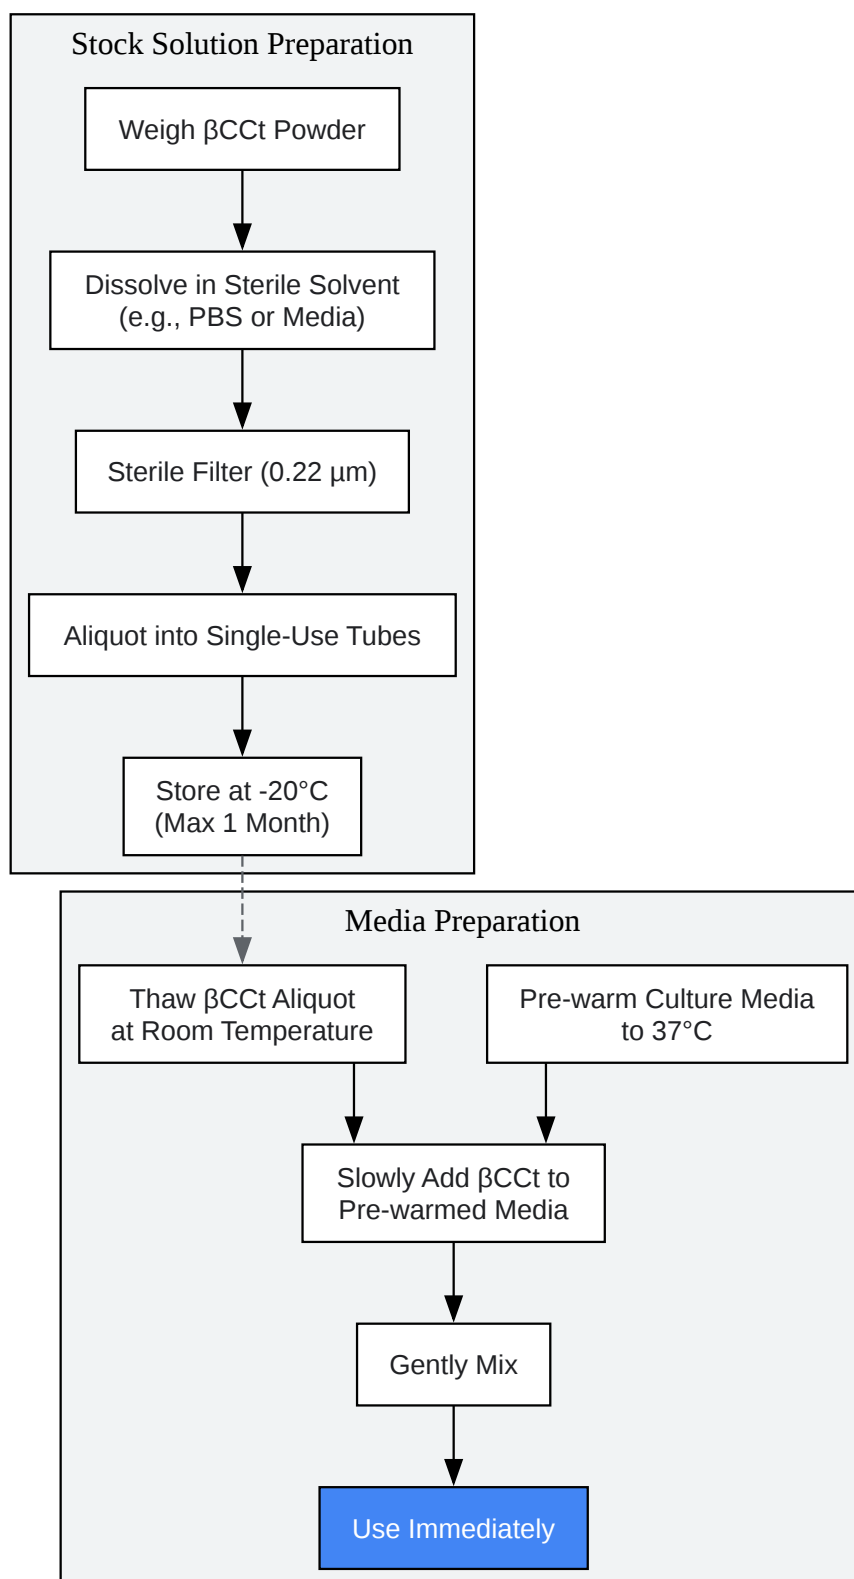 Stock Solution Preparation
Weigh βCCt Powder
Dissolve in Sterile Solvent
(e.g., PBS or Media)
Sterile Filter (0.22 µm)
Aliquot into Single-Use Tubes
Store at -20°C
(Max 1 Month)
Media Preparation
Thaw βCCt Aliquot
at Room Temperature
Pre-warm Culture Media
to 37°C
Slowly Add βCCt to
Pre-warmed Media
Gently Mix
Use Immediately